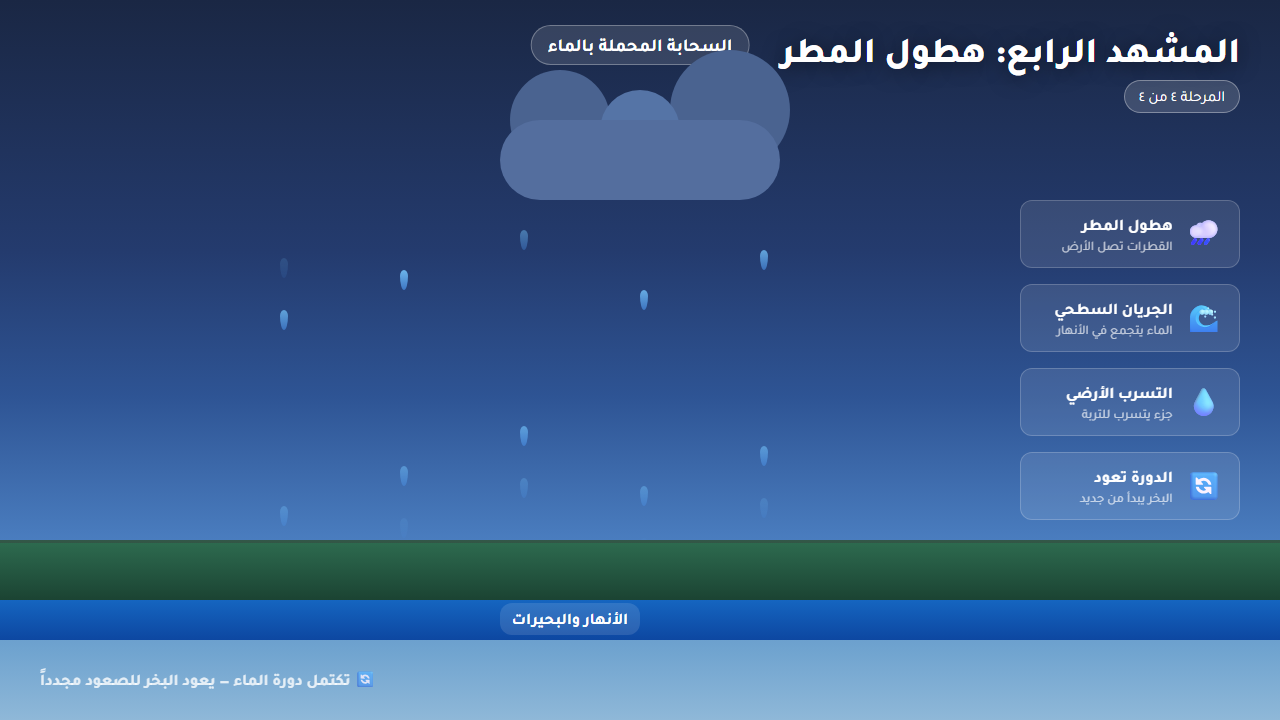 المشهد الرابع: هطول المطر
المرحلة ٤ من ٤
السحابة المحملة بالماء
هطول المطر
القطرات تصل الأرض
الجريان السطحي
الماء يتجمع في الأنهار
التسرب الأرضي
جزء يتسرب للتربة
الدورة تعود
البخر يبدأ من جديد
الأنهار والبحيرات
تكتمل دورة الماء – يعود البخر للصعود مجدداً